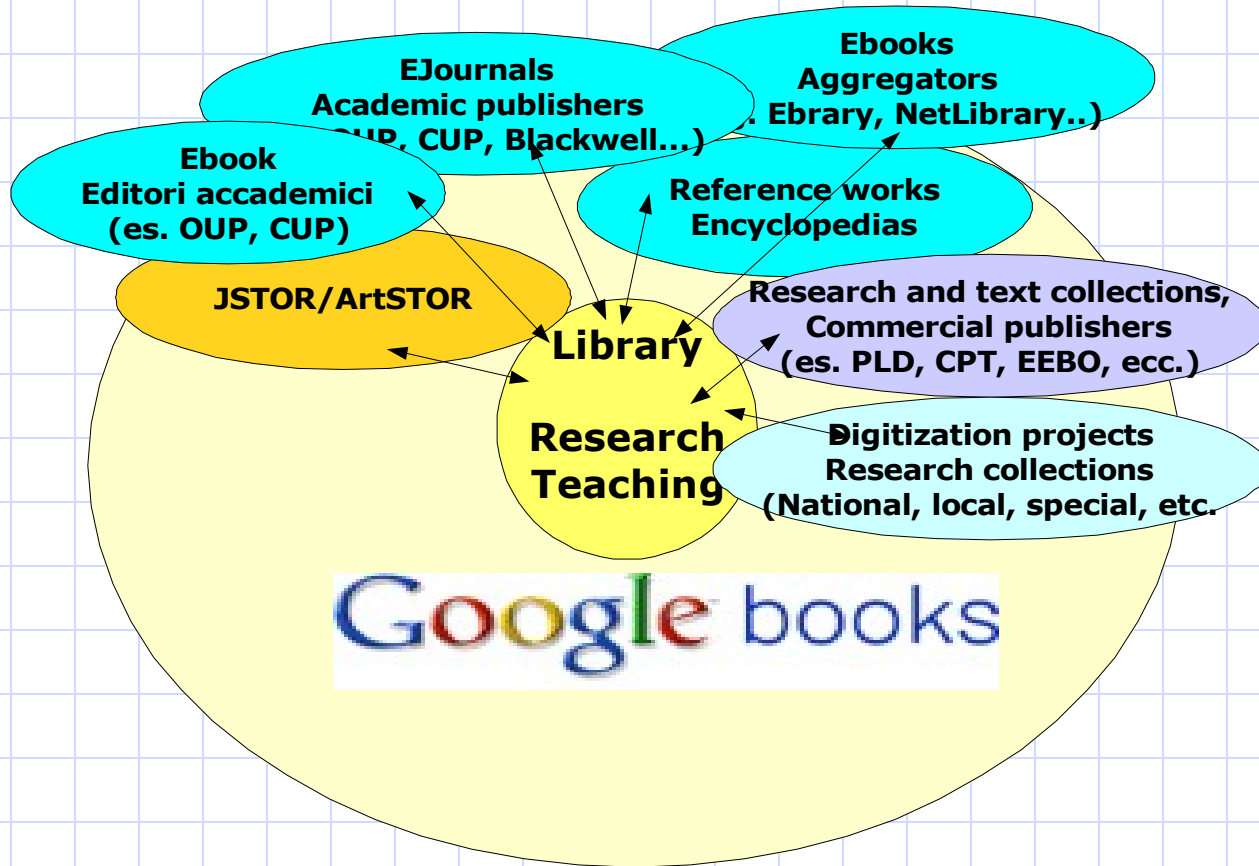 Ebooks
Aggregators
. Ebrary, NetLibrary..)
EJournals
Academic publishers
OUP, CUP, Blackwell...)
Ebook
Editori accademici
(es. OUP, CUP)
Reference works
Encyclopedias
JSTOR/ArtSTOR
Research and text collections,
Commercial publishers
(es. PLD, CPT, EEBO, ecc.)
Library
Research
Teaching
Digitization projects
Research collections
(National, local, special, etc.
Google books